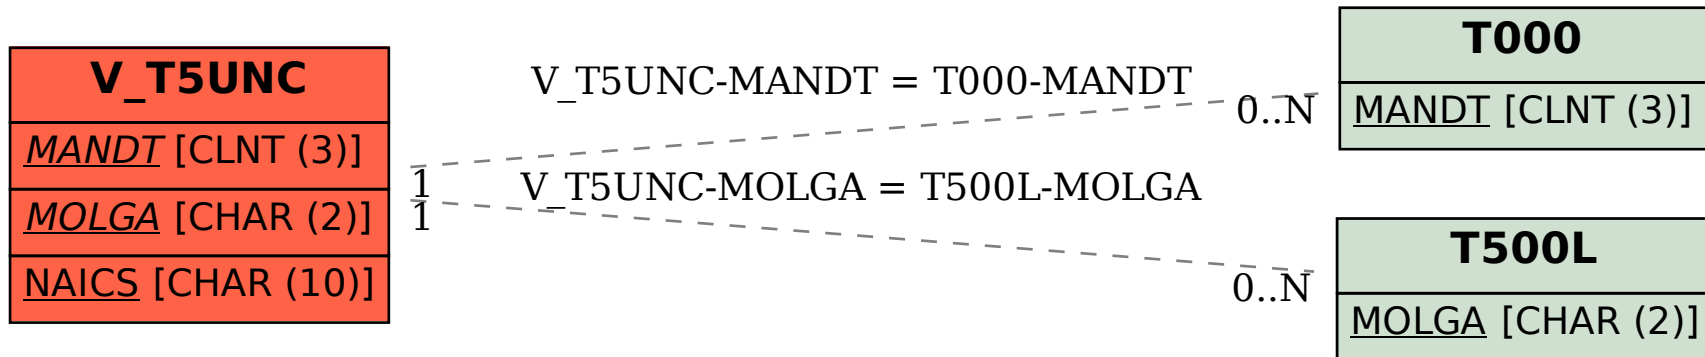 V_T5UNC
MANDT [CLNT (3)]
MOLGA [CHAR (2)]
NAICS [CHAR (10)]
V_T5UNC-MANDT = T000-MANDT
0..N
1
V_T5UNC-MOLGA = T500L-MOLGA
1
0..N
T000
MANDT [CLNT (3)]
T500L
MOLGA [CHAR (2)]